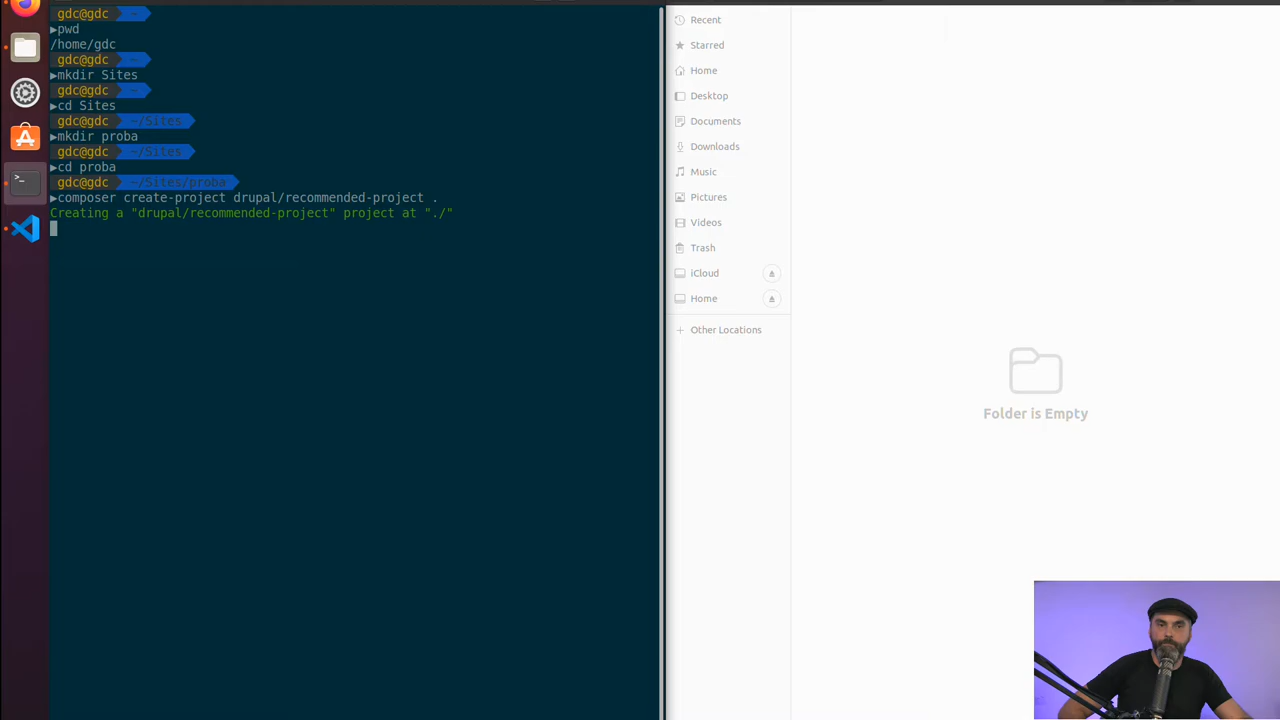 gdc@gdc ~
▶pwd
/home/gdc
gdc@gdc ~
▶mkdir Sites
gdc@gdc ~
▶cd Sites
gdc@gdc ~/Sites
▶mkdir proba
gdc@gdc ~/Sites
▶cd proba
gdc@gdc ~/Sites/proba
▶composer create-project drupal/recommended-project .
Creating a "drupal/recommended-project" project at "./"
>_
Recent
Starred
Home
Desktop
Documents
Downloads
Music
Pictures
Videos
Trash
iCloud
Home
Other Locations
Folder is Empty